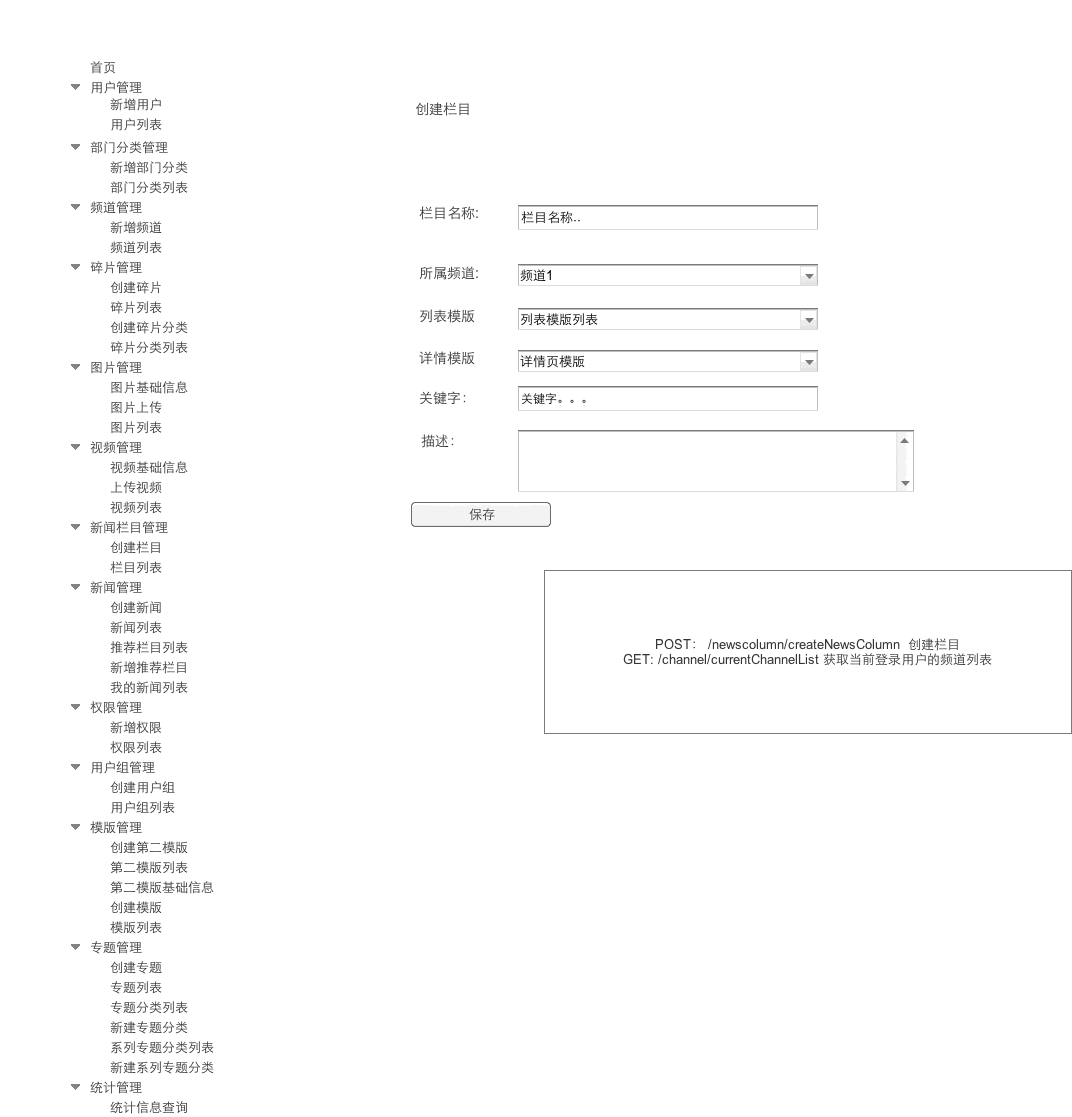 首页
用户管理
新增用户
用户列表
部门分类管理
新增部门分类
部门分类列表
频道管理
新增频道
频道列表
碎片管理
创建碎片
碎片列表
创建碎片分类
碎片分类列表
图片管理
图片基础信息
图片上传
图片列表
视频管理
视频基础信息
上传视频
视频列表
新闻栏目管理
创建栏目
栏目列表
新闻管理
创建新闻
新闻列表
推荐栏目列表
新增推荐栏目
我的新闻列表
权限管理
新增权限
权限列表
用户组管理
创建用户组
用户组列表
模版管理
创建第二模版
第二模版列表
第二模版基础信息
创建模版
模版列表
专题管理
创建专题
专题列表
专题分类列表
新建专题分类
系列专题分类列表
新建系列专题分类
统计管理
统计信息查询
创建栏目
栏目名称: 栏目名称..
所属频道: 频道1
列表模版 列表模版列表
详情模版 详情页模版
关键字： 关键字。。。
描述：
保存
POST： /newscolumn/createNewsColumn 创建栏目
GET: /channel/currentChannelList 获取当前登录用户的频道列表